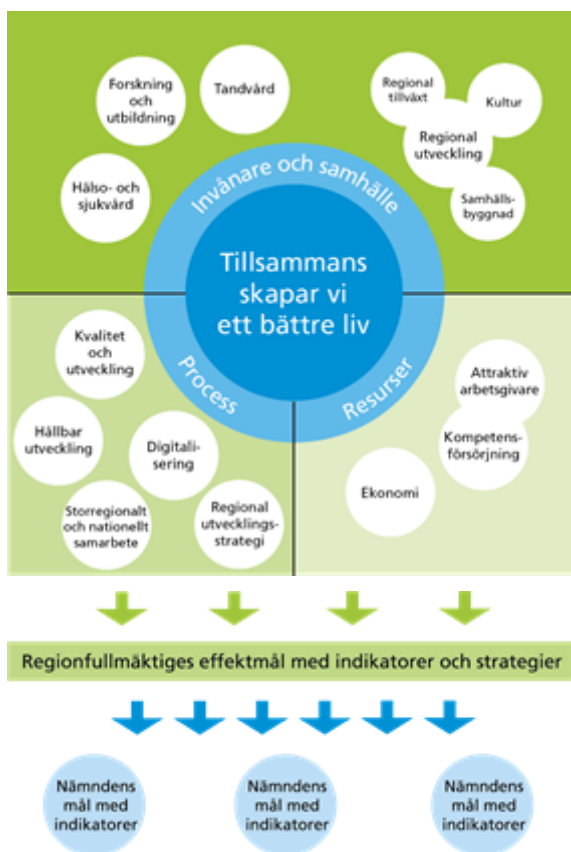 Forskning
och
utbildning
Tandvård
Hälso- och
sjukvård
Regional
tillväxt
Kultur
Regional
utveckling
Samhälls-
byggnad
Invånare och samhälle
Tillsammans
skapar vi
ett bättre liv
Process
Resurser
Kvalitet
och
utveckling
Hållbar
utveckling
Digitali-
sering
Storregionalt
och nationellt
samarbete
Regional
utvecklings-
strategi
Attraktiv
arbetsgivare
Kompetens-
försörjning
Ekonomi
Regionfullmäktiges effektmål med indikatorer och strategier
Nämndens
mål med
indikatorer
Nämndens
mål med
indikatorer
Nämndens
mål med
indikatorer